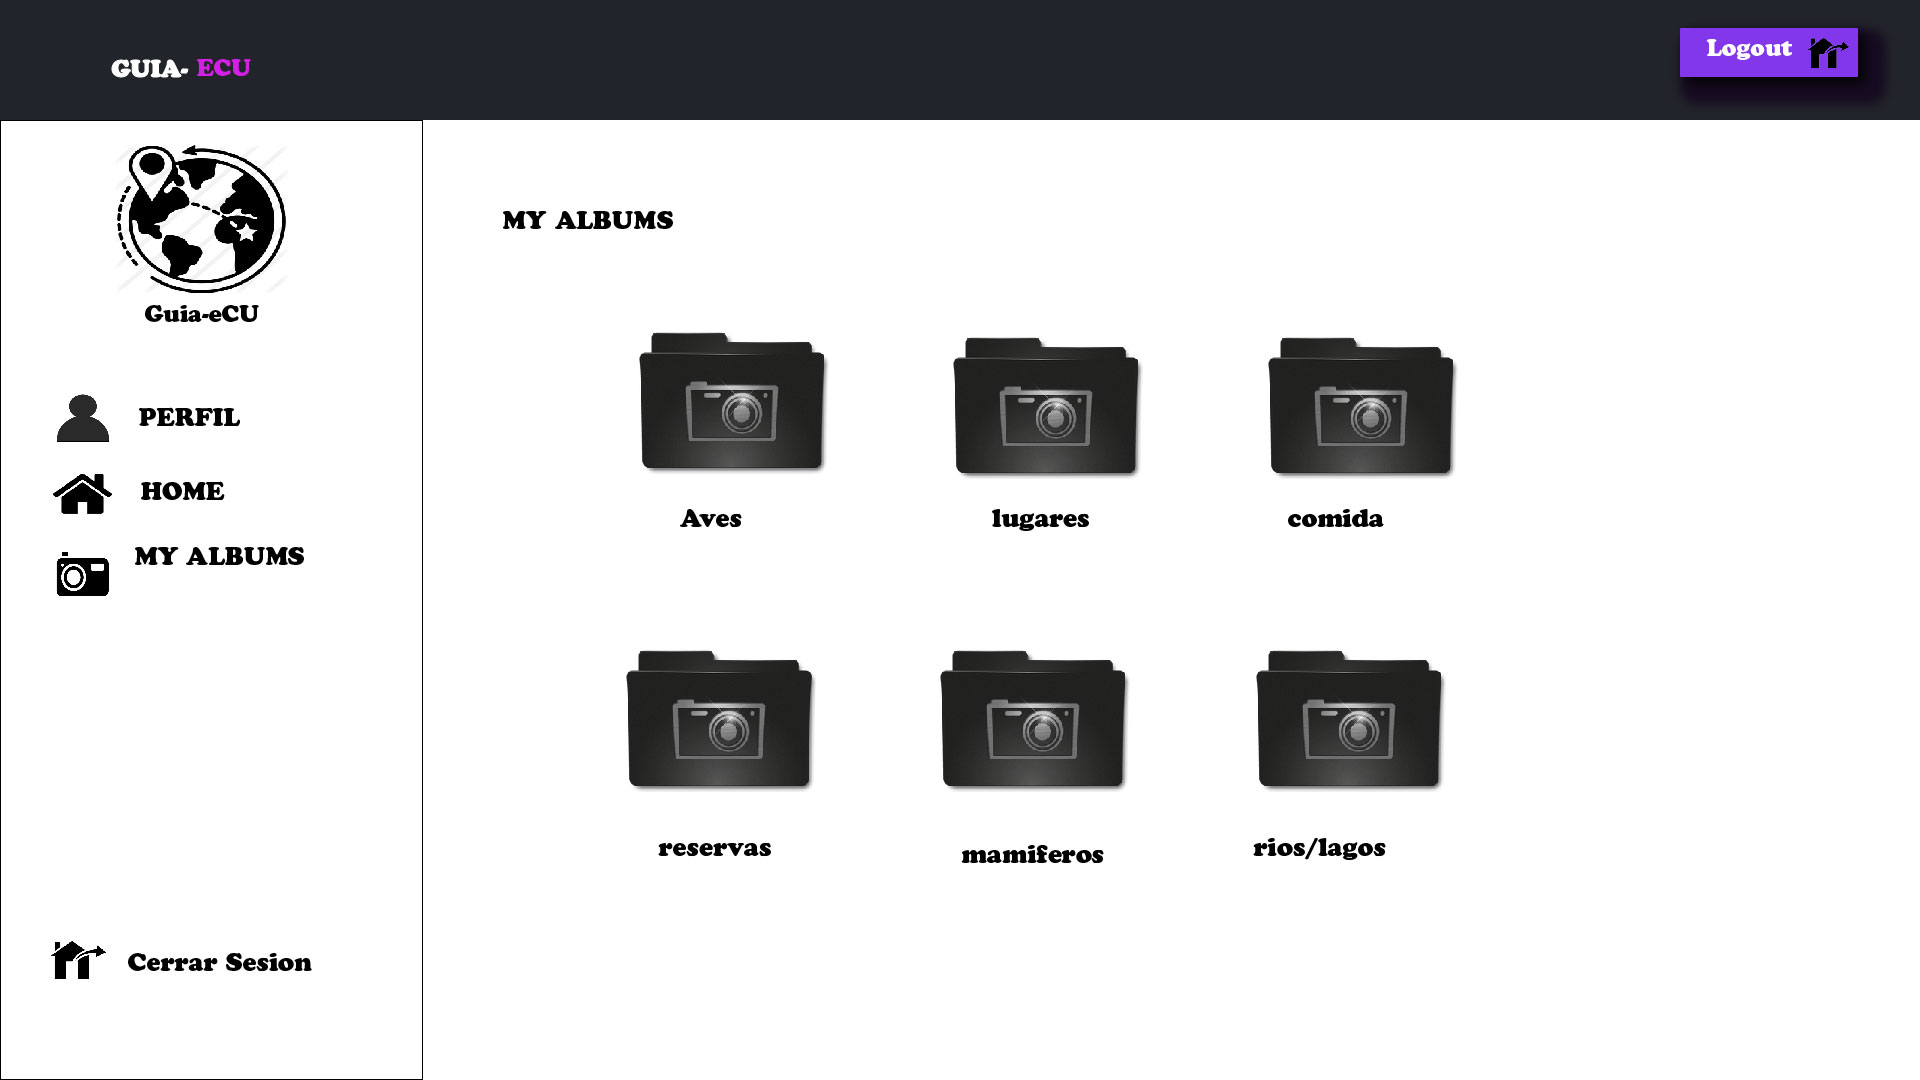 GUIA- ECU
Logout
Guia-eCU
PERFIL
HOME
MY ALBUMS
Cerrar Sesion
MY ALBUMS
Aves
lugares
comida
reservas
mamiferos
rios/lagos